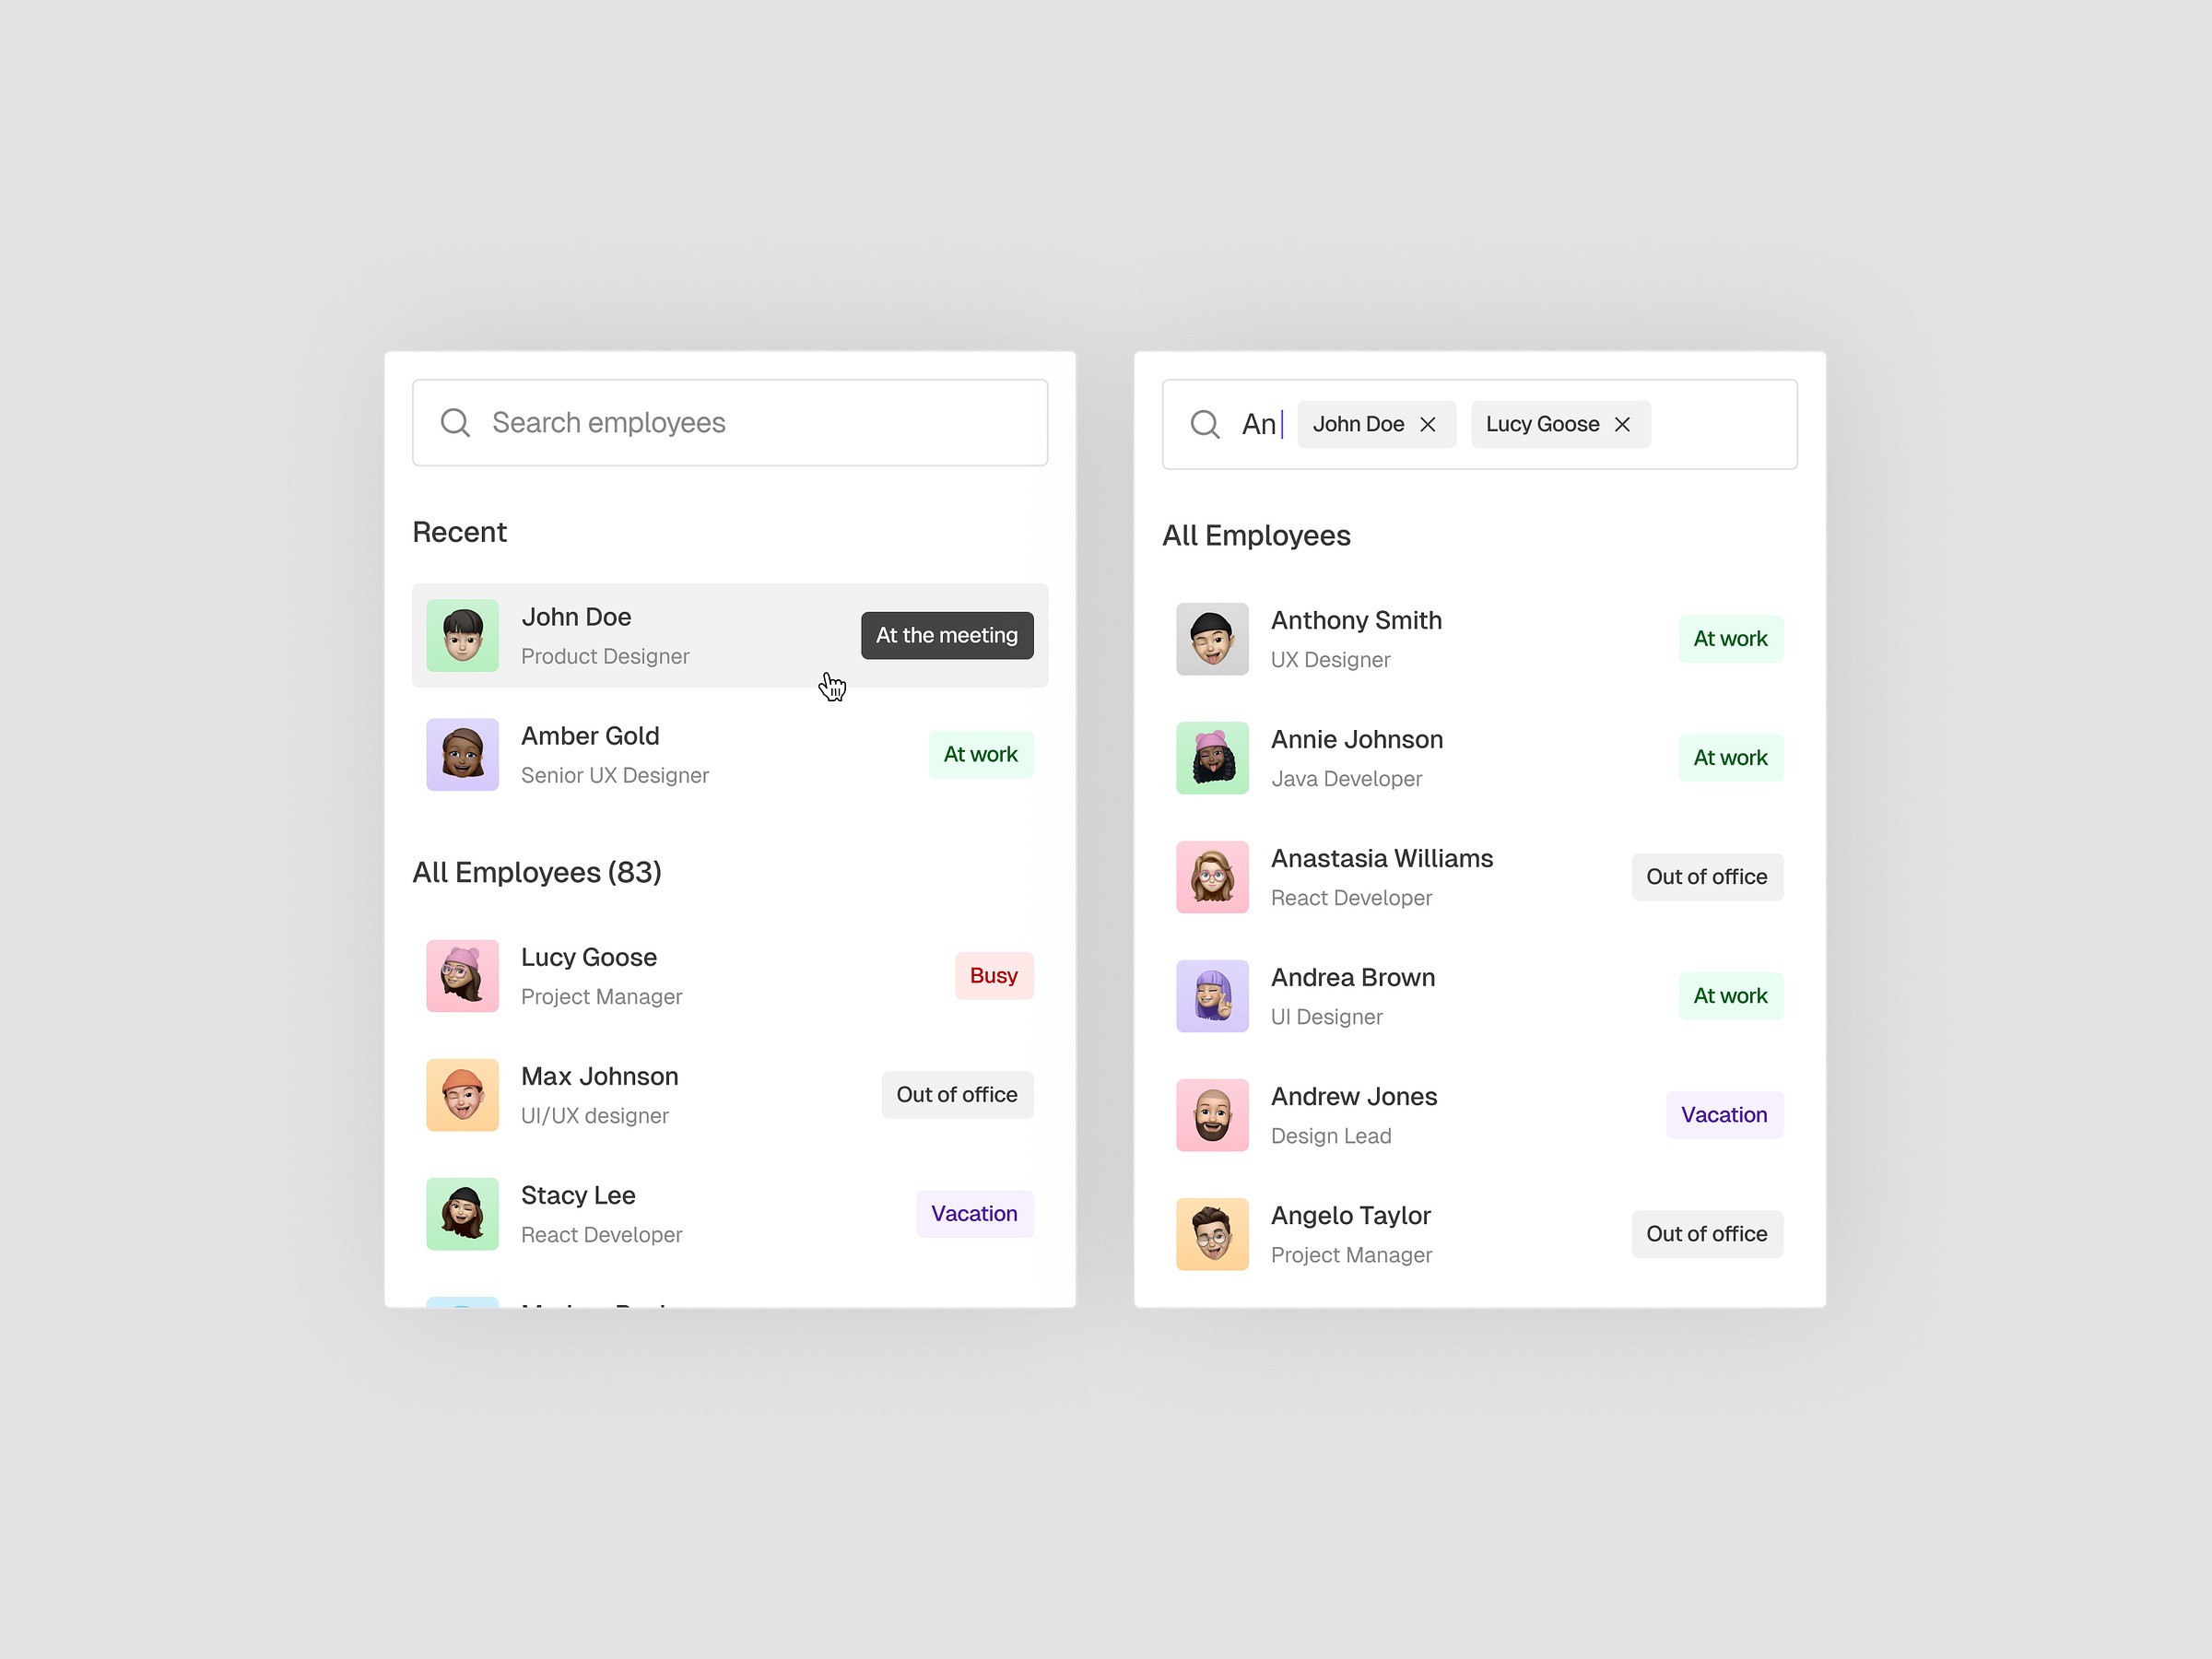 Search employees
Recent
John Doe
Product Designer
At the meeting
Amber Gold
Senior UX Designer
At work
All Employees (83)
Lucy Goose
Project Manager
Busy
Max Johnson
UI/UX designer
Out of office
Stacy Lee
React Developer
Vacation
An John Doe Lucy Goose
All Employees
Anthony Smith
UX Designer
At work
Annie Johnson
Java Developer
At work
Anastasia Williams
React Developer
Out of office
Andrea Brown
UI Designer
At work
Andrew Jones
Design Lead
Vacation
Angelo Taylor
Project Manager
Out of office